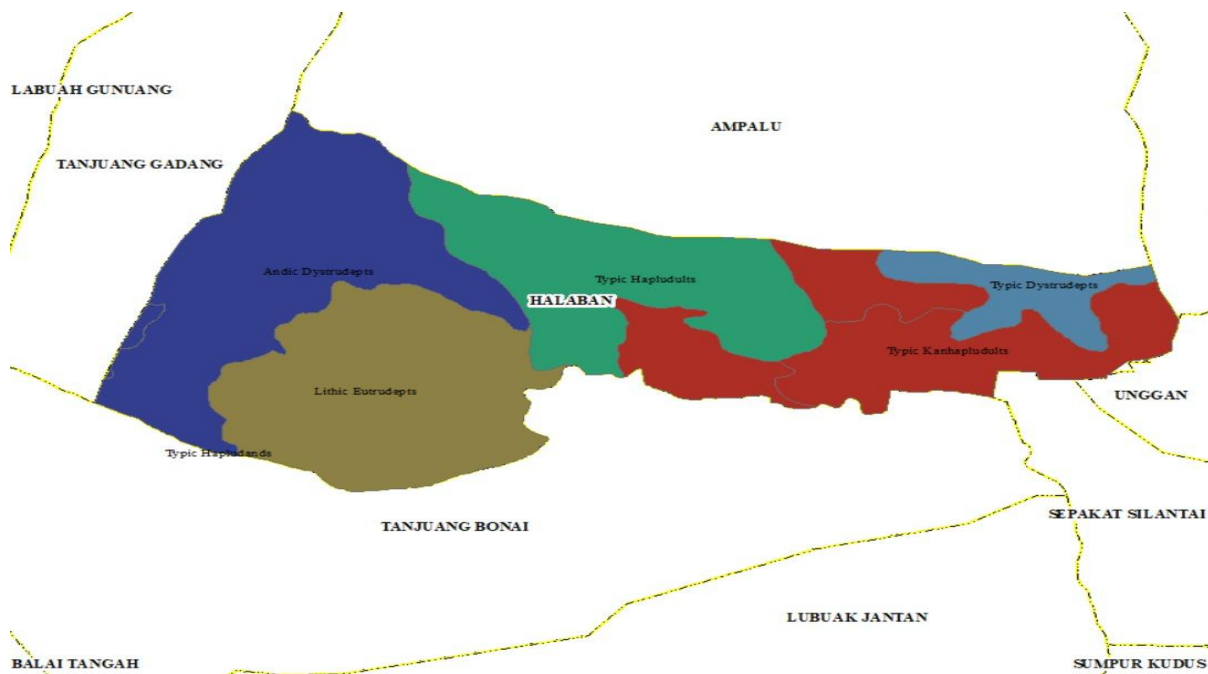 LABUAH GUNUANG
AMPALU
TANJUANG GADANG
Andic Dystrudepts
Typic Hapludults
Typic Dystrudepts
HALABAN
Typic Kanhapludults
Lithic Eutrudepts
UNGGAN
Typic Hapludands
SEPAKAT SILANTAI
TANJUANG BONAI
LUBUAK JANTAN
BALAI TANGAH
SUMPUR KUDUS